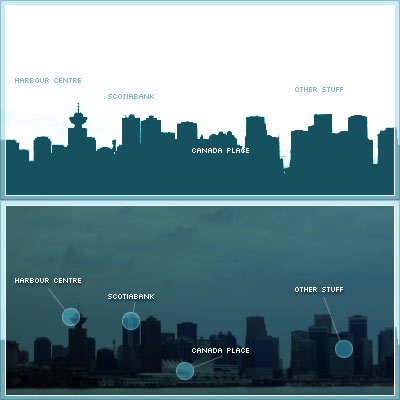 HARBOUR CENTRE
SCOTIABANK
OTHER STUFF
CANADA PLACE
HARBOUR CENTRE
OTHER STUFF
SCOTIABANK
CANADA PLACE